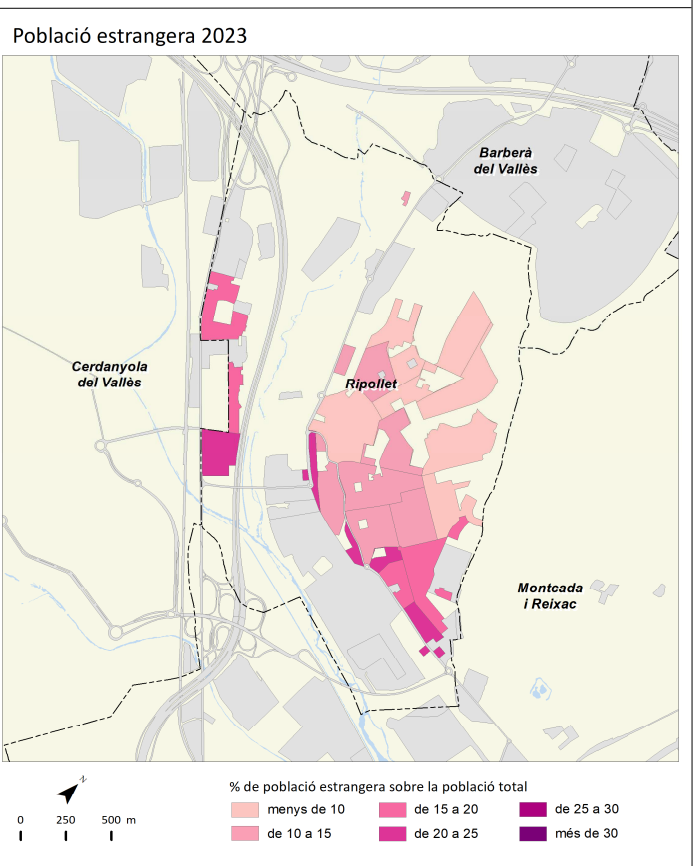 Població estrangera 2023
Barberà
del Vallès
Cerdanyola
del Vallès
Ripollet
Montcada
i Reixac
N
0 250 500 m
% de població estrangera sobre la població total
menys de 10 de 15 a 20 de 25 a 30
de 10 a 15 de 20 a 25 més de 30